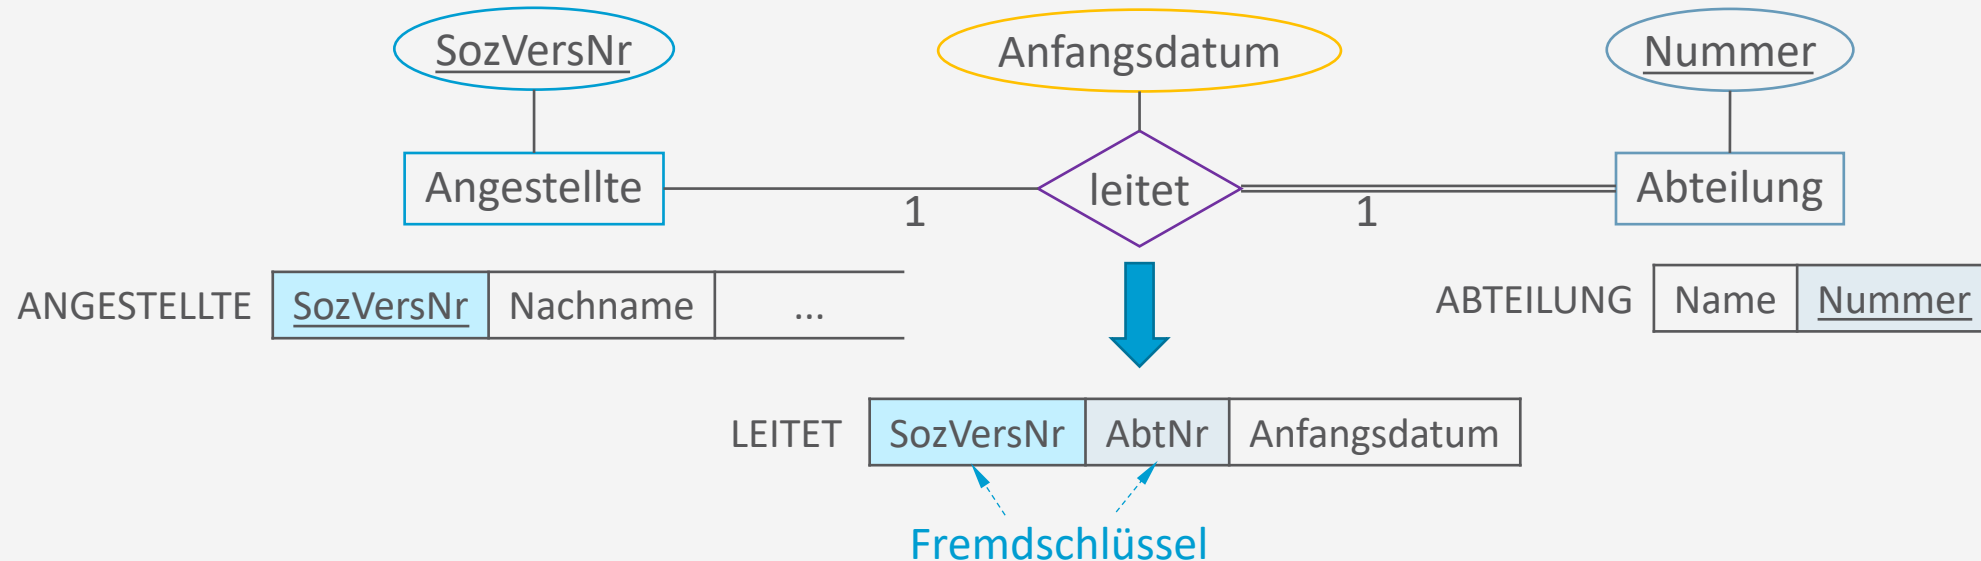 SozVersNr Anfangsdatum Nummer
Angestellte 1 leitet 1 Abteilung
ANGESTELLTE SozVersNr Nachname ... ABTEILUNG Name Nummer
LEITET SozVersNr AbtNr Anfangsdatum
Fremdschlüssel